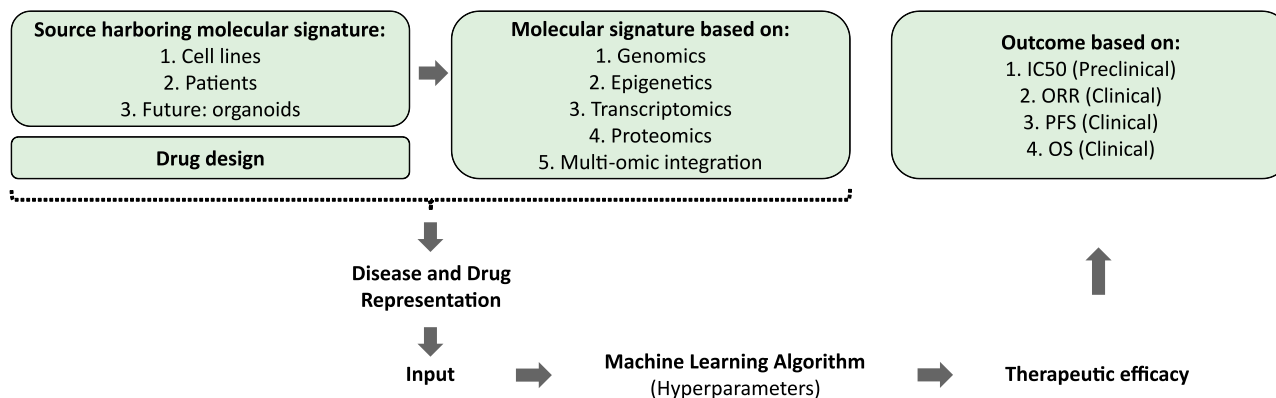 Source harboring molecular signature:
1. Cell lines
2. Patients
3. Future: organoids
Drug design
Molecular signature based on:
1. Genomics
2. Epigenetics
3. Transcriptomics
4. Proteomics
5. Multi-omic integration
Outcome based on:
1. IC50 (Preclinical)
2. ORR (Clinical)
3. PFS (Clinical)
4. OS (Clinical)
Disease and Drug
Representation
Input
Machine Learning Algorithm
(Hyperparameters)
Therapeutic efficacy